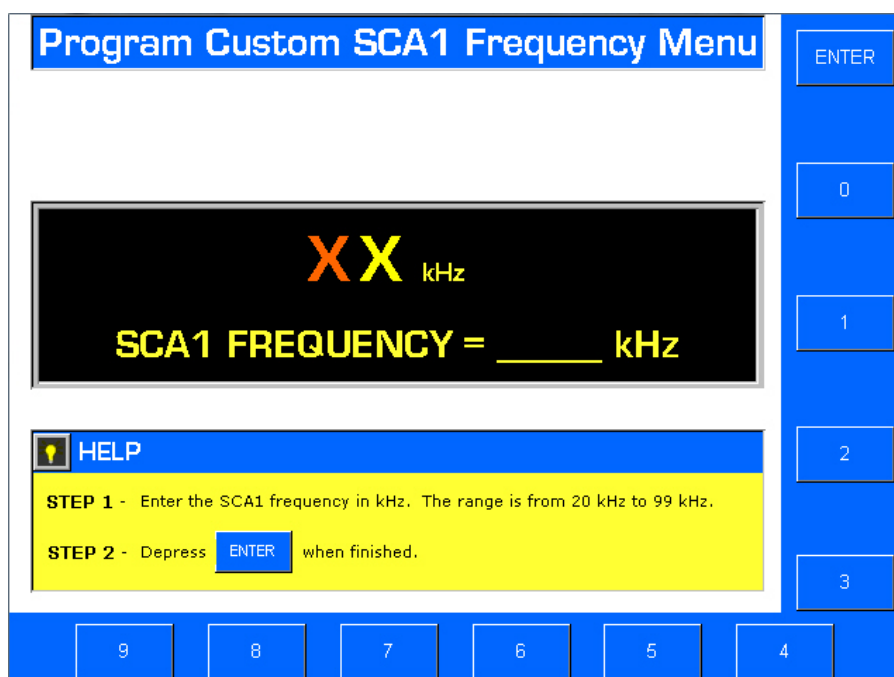 Program Custom SCA1 Frequency Menu
ENTER
0
XX kHz
SCA1 FREQUENCY = _____ kHz
1
HELP
2
STEP 1 - Enter the SCA1 frequency in kHz. The range is from 20 kHz to 99 kHz.
STEP 2 - Depress ENTER when finished.
3
9 8 7 6 5 4